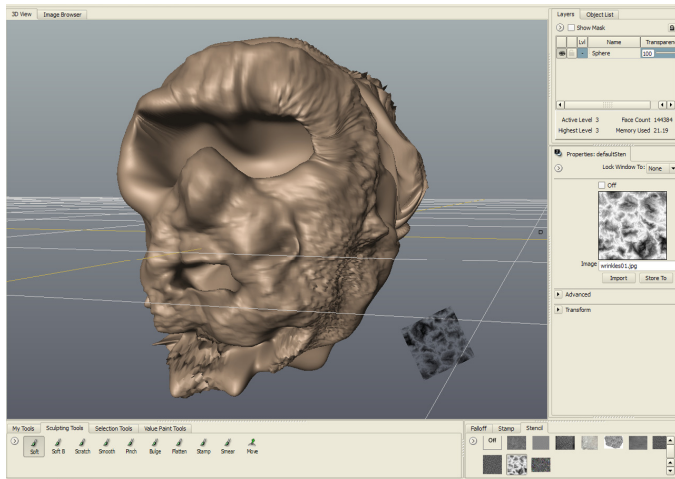 3D View Image Browser
Layers Object List
Show Mask
Lvl Name Transparen
Sphere 100
Active Level 3 Face Count 144384
Highest Level 3 Memory Used 21.19
Properties: defaultSten
Lock Window To: None
Off
Image wrinkles01.jpg
Import Store To
Advanced
Transform
My Tools Sculpting Tools Selection Tools Value Paint Tools
Soft Soft B Scratch Smooth Pinch Bulge Flatten Stamp Smear Move
Falloff Stamp Stencil
Off